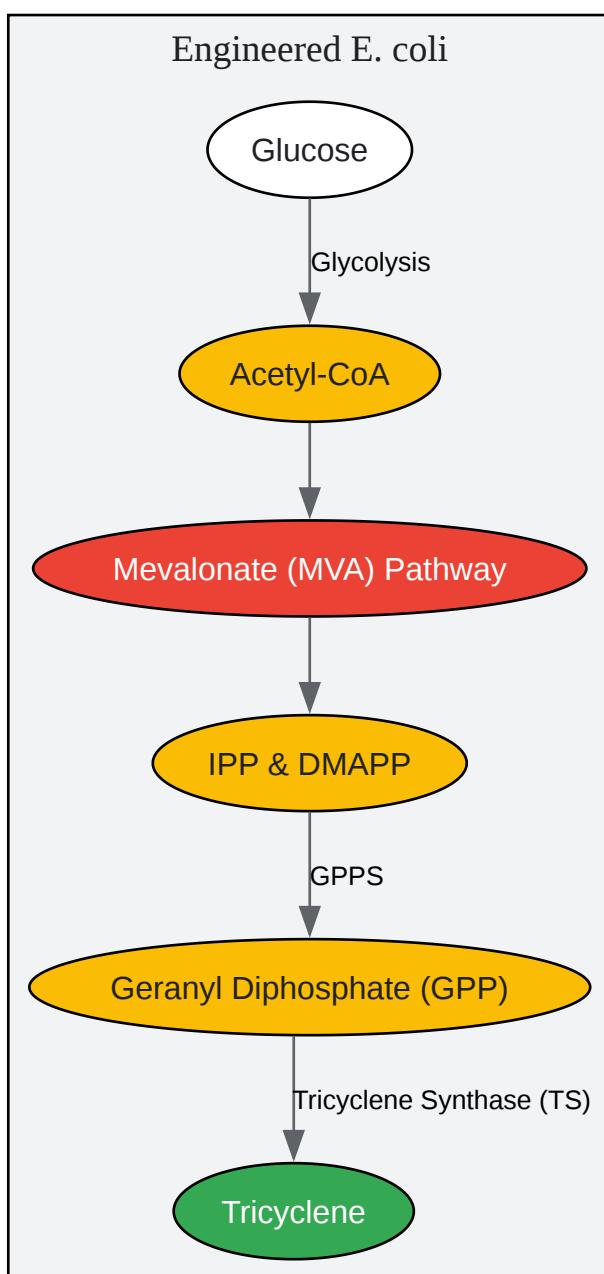 Engineered E. coli
Glucose
Glycolysis
Acetyl-CoA
Mevalonate (MVA) Pathway
IPP & DMAPP
GPPS
Geranyl Diphosphate (GPP)
Tricyclene Synthase (TS)
Tricyclene